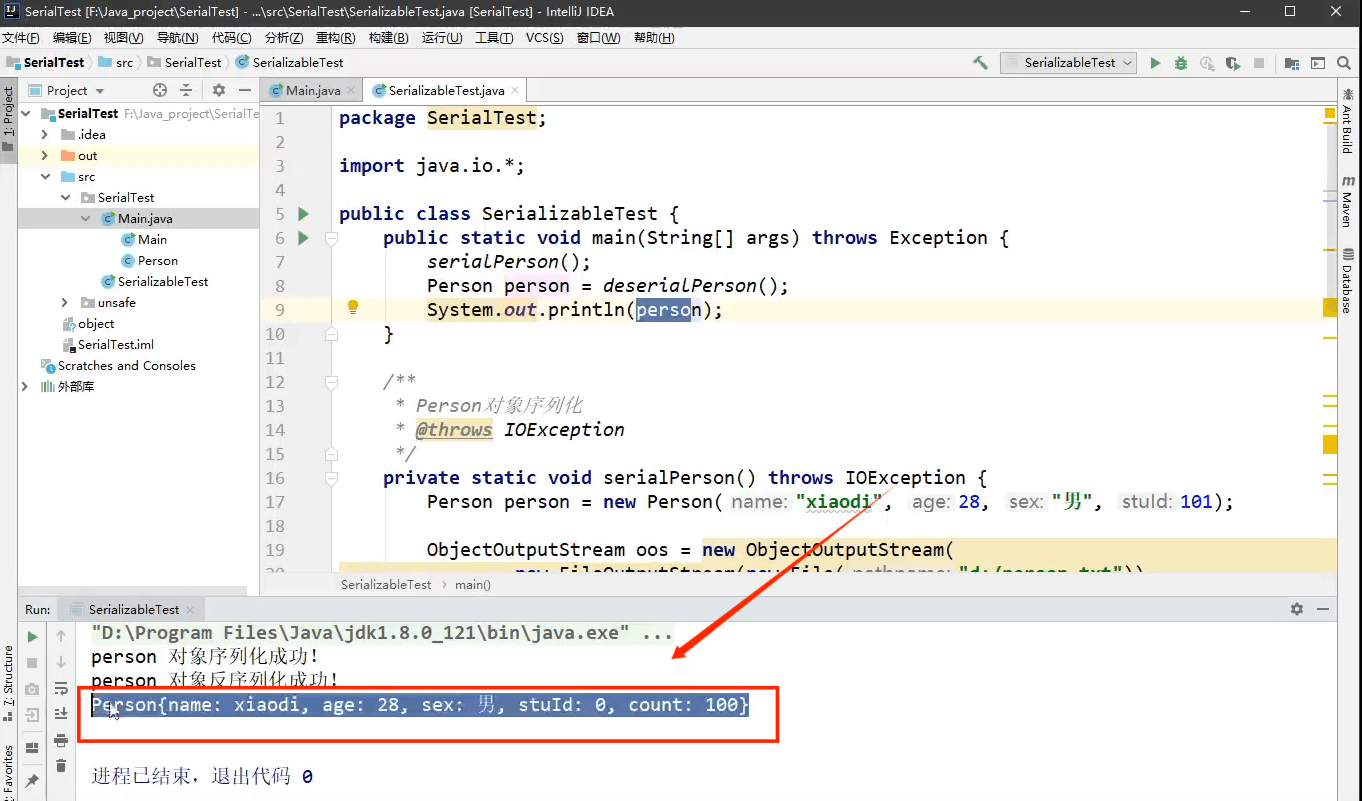 SerialTest [F:\Java_project\SerialTest] - ...\src\SerialTest\SerializableTest.java [SerialTest] - IntelliJ IDEA
文件(F) 编辑(E) 视图(V) 导航(N) 代码(C) 分析(Z) 重构(R) 构建(B) 运行(U) 工具(T) VCS(S) 窗口(W) 帮助(H)
SerialTest src SerialTest SerializableTest SerializableTest
1: Project
Project
Main.java SerializableTest.java
SerialTest F:\Java_project\SerialTe
.idea
out
src
SerialTest
Main.java
Main
Person
SerializableTest
unsafe
object
SerialTest.iml
Scratches and Consoles
外部库
1 package SerialTest;
2
3 import java.io.*;
4
5 public class SerializableTest {
6 public static void main(String[] args) throws Exception {
7 serialPerson();
8 Person person = deserialPerson();
9 System.out.println(person);
10 }
11
12 /**
13 * Person对象序列化
14 * @throws IOException
15 */
16 private static void serialPerson() throws IOException {
17 Person person = new Person( name: "xiaodi", age: 28, sex: "男", stuId: 101);
18
19 ObjectOutputStream oos = new ObjectOutputStream(
20 new FileOutputStream(new File( pathname: "d:/person.txt"))
SerializableTest main()
Ant Build
m Maven
Database
Run: SerializableTest
"D:\Program Files\Java\jdk1.8.0_121\bin\java.exe" ...
person 对象序列化成功!
person 对象反序列化成功!
Person{name: xiaodi, age: 28, sex: 男, stuId: 0, count: 100}
进程已结束，退出代码 0
7: Structure
Favorites